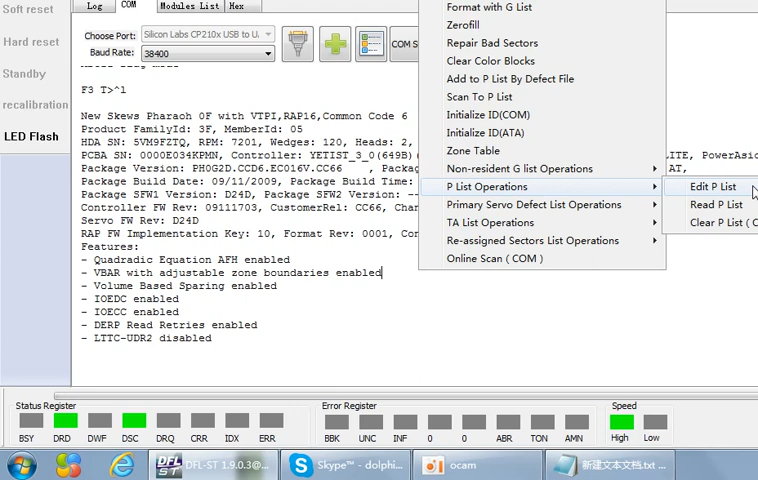 Soft reset
Hard reset
Standby
recalibration
LED Flash
COM
Modules List
Hex
Choose Port:
Silicon Labs CP210x USB to U
Baud Rate:
38400
COM S
F3 T>^l
New Skews Pharaoh OF with VTPI,RAP16,Common Code 6
Product FamilyId: 3F, MemberId: 05
HDA SN: 5VM9FZTQ, RPM: 7201, Wedges: 120, Heads: 2,
PCBA SN: 0000E034KPMN, Controller: YETIST_3_0(649B)
LITE, PowerAsic
Package Version: PH0G2D.CCD6.EC016V.CC66 , Packag
AT,
Package Build Date: 09/11/2009, Package Build Time:
Package SFW1 Version: D24D, Package SFW2 Version: --
Controller FW Rev: 09111703, CustomerRel: CC66, Chan
Servo FW Rev: D24D
RAP FW Implementation Key: 10, Format Rev: 0001, Con
Features:
- Quadradic Equation AFH enabled
- VBAR with adjustable zone boundaries enabled
- Volume Based Sparing enabled
- IOEDC enabled
- IOECC enabled
- DERP Read Retries enabled
- LTTC-UDR2 disabled
Format with G List
Zerofill
Repair Bad Sectors
Clear Color Blocks
Add to P List By Defect File
Scan To P List
Initialize ID(COM)
Initialize ID(ATA)
Zone Table
Non-resident G list Operations
P List Operations
Primary Servo Defect List Operations
TA List Operations
Re-assigned Sectors List Operations
Online Scan ( COM )
Edit P List
Read P List
Clear P List ( C
Status Register
BSY DRD DWF DSC DRQ CRR IDX ERR
Error Register
BBK UNC INF 0 0 ABR TON AMN
Speed
High Low
DFL ST
DFL-ST 1.9.0.3@...
Skype™ - dolphi...
ocam
新建文本文档.txt ...